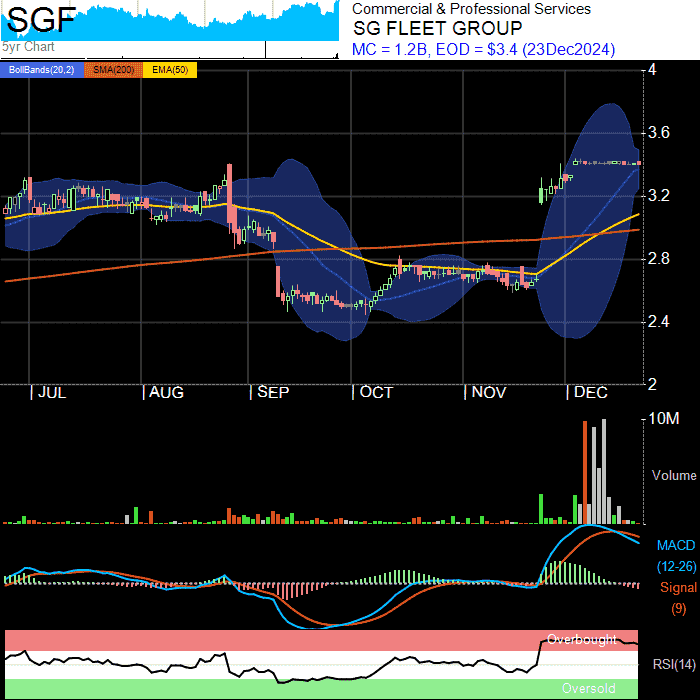 SGF
5yr Chart
Commercial & Professional Services
SG FLEET GROUP
MC = 1.2B, EOD = $3.4 (23Dec2024)
BollBands(20,2) SMA(200) EMA(50)
4
3.6
3.2
2.8
2.4
2
JUL AUG SEP OCT NOV DEC
10M
Volume
MACD
(12-26)
Signal
(9)
Overbought
RSI(14)
Oversold